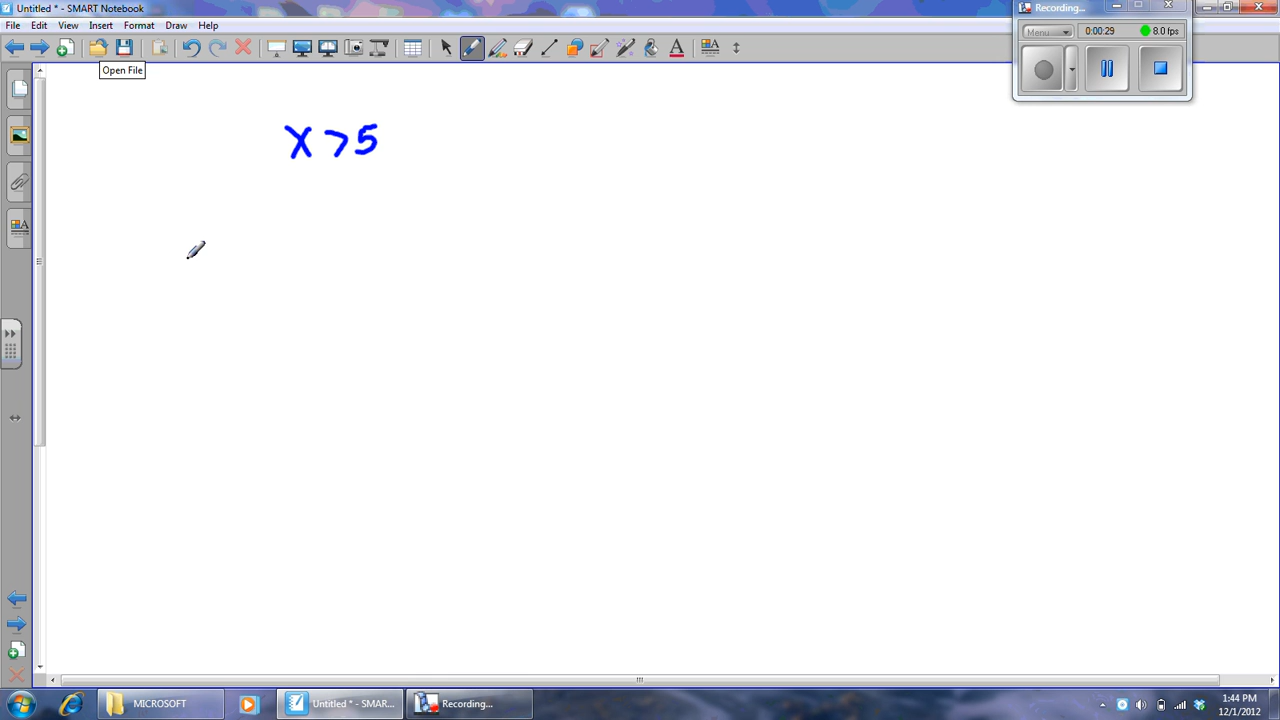 Untitled * - SMART Notebook
Recording...
File Edit View Insert Format Draw Help
Menu 0:00:29 8.0 fps
Open File
X > 5
MICROSOFT
Untitled * - SMAR...
Recording...
1:44 PM
12/1/2012